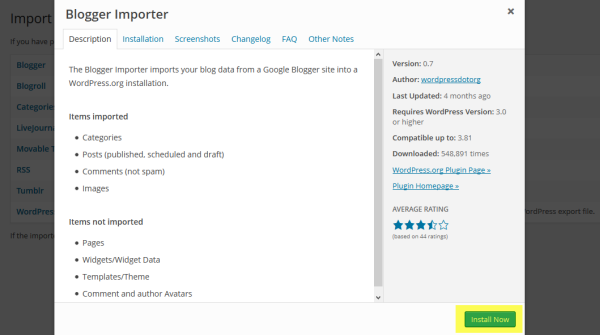 Import
If you have p
Blogger
Blogroll
Categorie
LiveJourna
Movable T
RSS
Tumblr
WordPres
ordPress export file.
If the importe
Blogger Importer
×
Description Installation Screenshots Changelog FAQ Other Notes
The Blogger Importer imports your blog data from a Google Blogger site into a
WordPress.org installation.
Items imported
• Categories
• Posts (published, scheduled and draft)
• Comments (not spam)
• Images
Items not imported
• Pages
• Widgets/Widget Data
• Templates/Theme
• Comment and author Avatars
Version: 0.7
Author: wordpressdotorg
Last Updated: 4 months ago
Requires WordPress Version: 3.0
or higher
Compatible up to: 3.81
Downloaded: 548,891 times
WordPress.org Plugin Page »
Plugin Homepage »
AVERAGE RATING
(based on 44 ratings)
Install Now